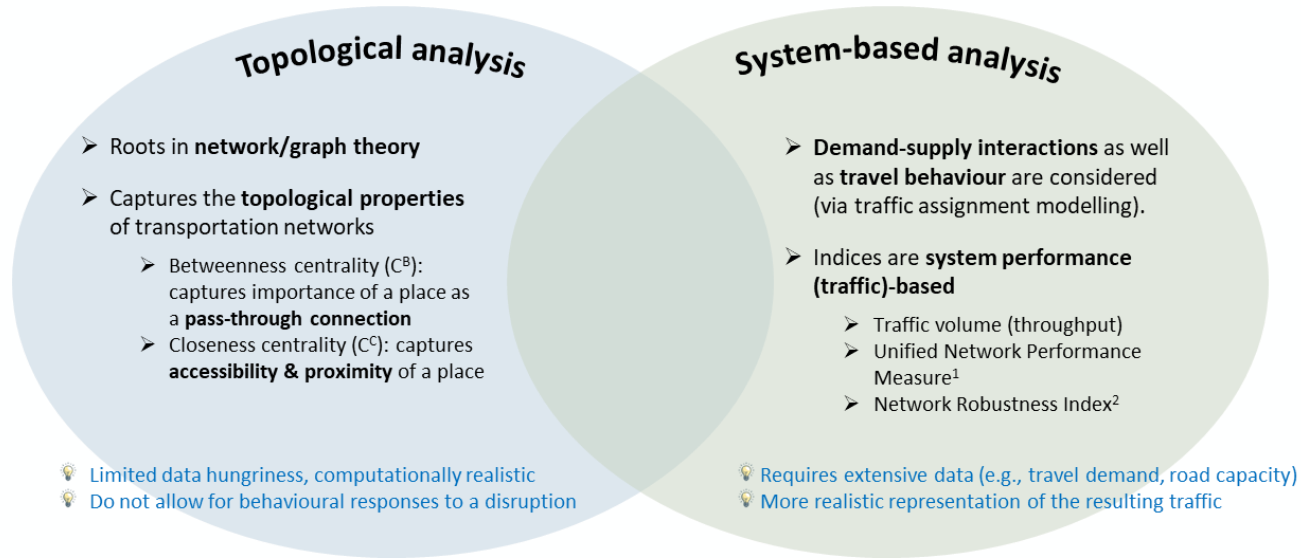 Topological analysis
➢ Roots in network/graph theory
➢ Captures the topological properties
of transportation networks
➢ Betweenness centrality (Cᴮ):
captures importance of a place as
a pass-through connection
➢ Closeness centrality (Cᶜ): captures
accessibility & proximity of a place
Limited data hungriness, computationally realistic
Do not allow for behavioural responses to a disruption
System-based analysis
➢ Demand-supply interactions as well
as travel behaviour are considered
(via traffic assignment modelling).
➢ Indices are system performance
(traffic)-based
➢ Traffic volume (throughput)
➢ Unified Network Performance
Measure¹
➢ Network Robustness Index²
Requires extensive data (e.g., travel demand, road capacity)
More realistic representation of the resulting traffic